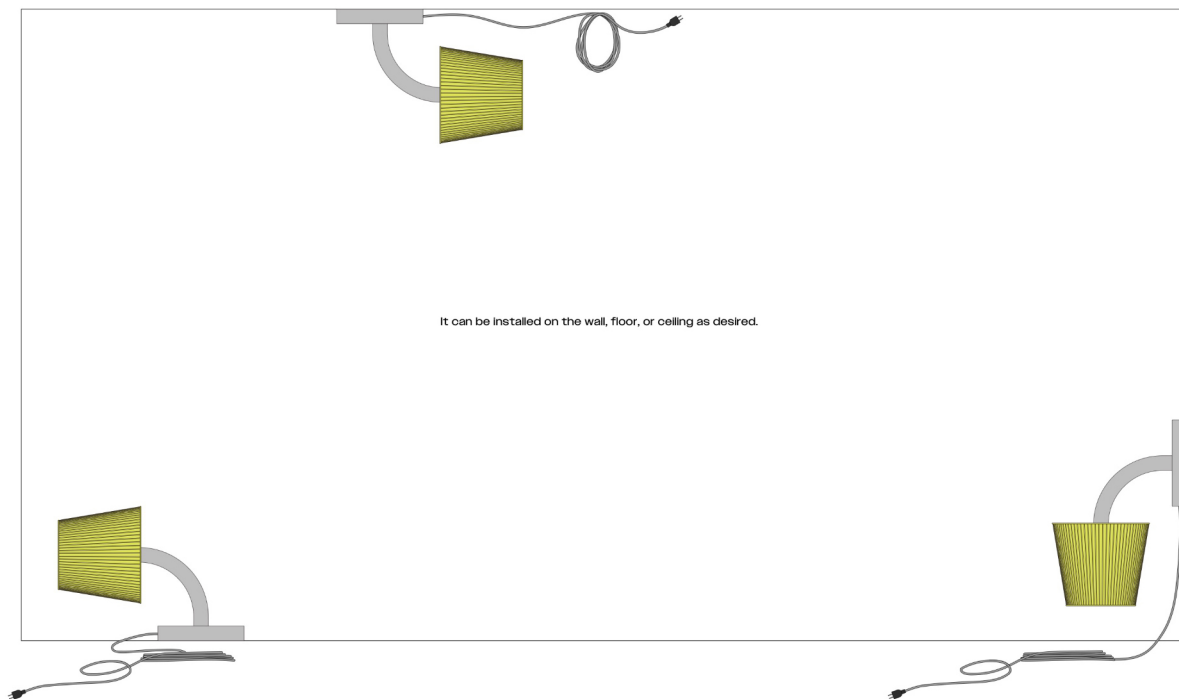 It can be installed on the wall, floor, or ceiling as desired.